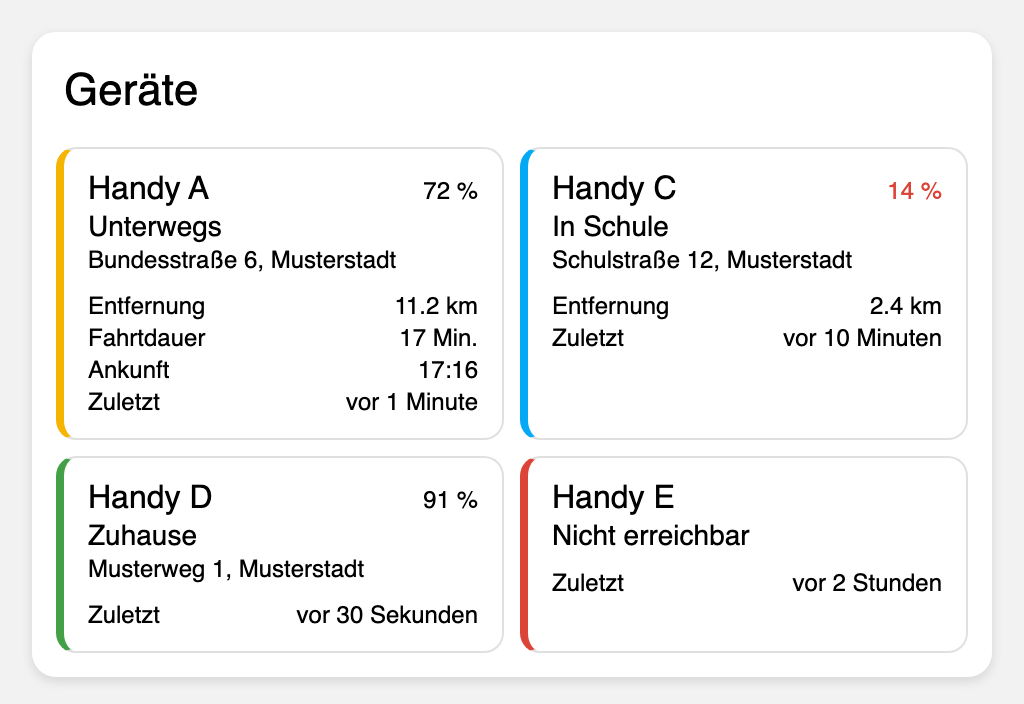 Geräte
Handy A 72 %
Unterwegs
Bundesstraße 6, Musterstadt
Entfernung 11.2 km
Fahrtdauer 17 Min.
Ankunft 17:16
Zuletzt vor 1 Minute
Handy C 14 %
In Schule
Schulstraße 12, Musterstadt
Entfernung 2.4 km
Zuletzt vor 10 Minuten
Handy D 91 %
Zuhause
Musterweg 1, Musterstadt
Zuletzt vor 30 Sekunden
Handy E
Nicht erreichbar
Zuletzt vor 2 Stunden